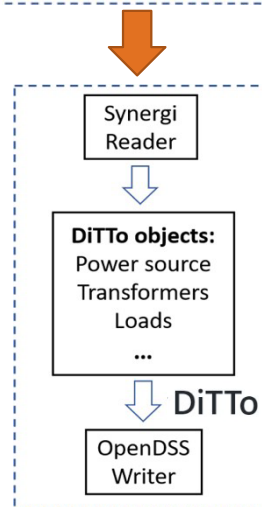 Synergi
Reader
DiTTo objects:
Power source
Transformers
Loads
...
DiTTo
OpenDSS
Writer